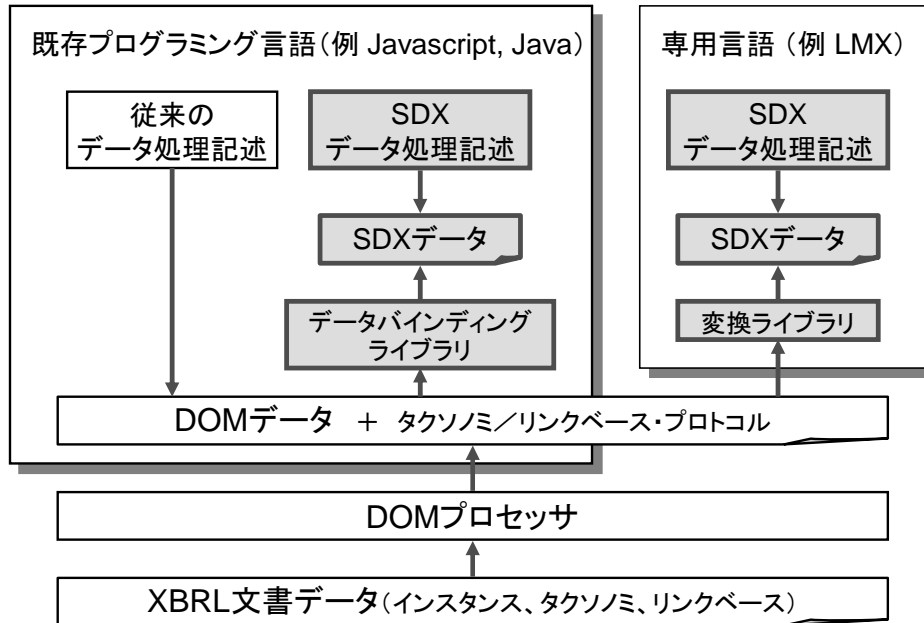 既存プログラミング言語（例 Javascript, Java）
専用言語 （例 LMX）
従来の
データ処理記述
SDX
データ処理記述
SDX
データ処理記述
SDXデータ
SDXデータ
データバインディング
ライブラリ
変換ライブラリ
DOMデータ ＋ タクソノミ／リンクベース・プロトコル
DOMプロセッサ
XBRL文書データ（インスタンス、タクソノミ、リンクベース）